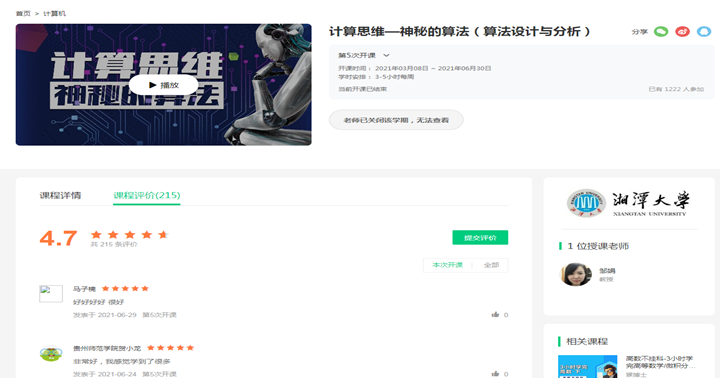 首页 > 计算机
计算思维
神秘的算法
播放
计算思维—神秘的算法（算法设计与分析）
分享
第5次开课
开课时间： 2021年03月08日 ~ 2021年06月30日
学时安排： 3-5小时每周
当前开课已结束
已有 1222 人参加
老师已关闭该学期，无法查看
课程详情
课程评价(215)
4.7
共 215 条评价
提交评价
本次开课
全部
马子楠
好好好好 很好
发表于 2021-06-29 第5次开课
0
贵州师范学院贺小龙
非常好，我感觉学到了很多
发表于 2021-06-24 第5次开课
0
湘潭大学
XIANGTAN UNIVERSITY
1 位授课老师
邹娟
教授
相关课程
3小时学完
高数 下
高数不挂科-3小时学
完高等数学/微积分...